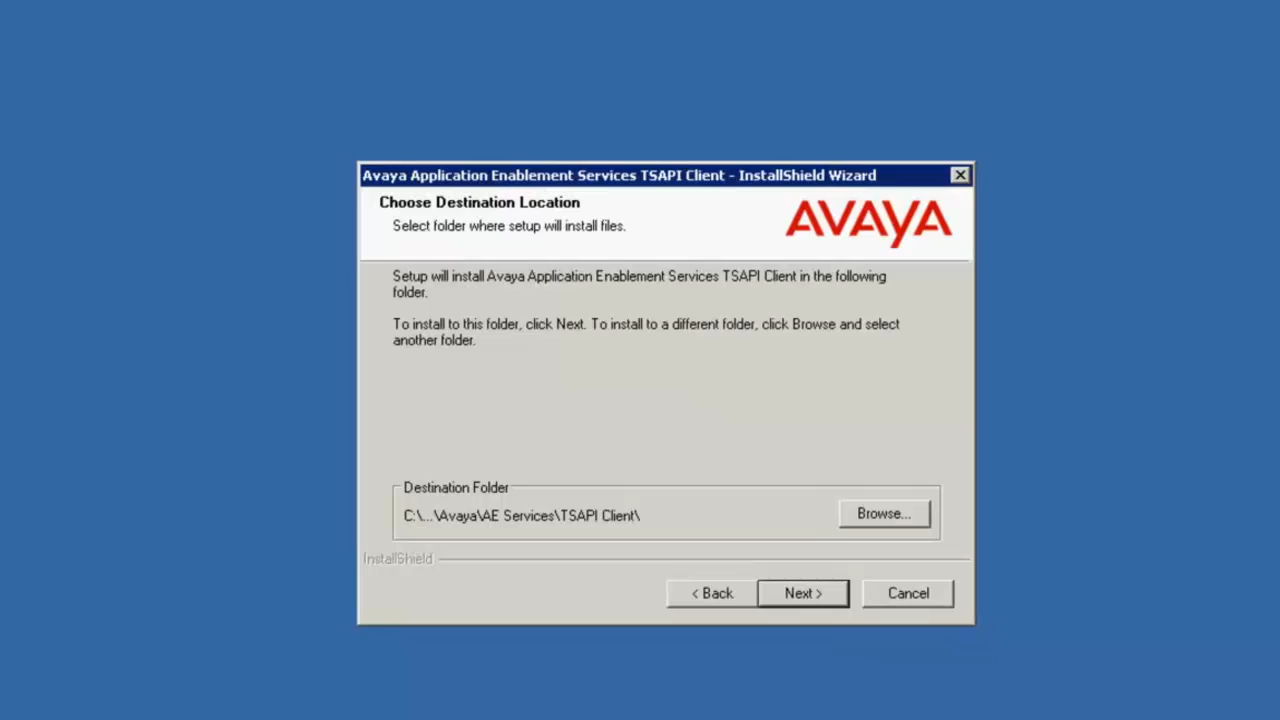 Avaya Application Enablement Services TSAPI Client - InstallShield Wizard
Choose Destination Location
Select folder where setup will install files.
AVAYA
Setup will install Avaya Application Enablement Services TSAPI Client in the following
folder.
To install to this folder, click Next. To install to a different folder, click Browse and select
another folder.
Destination Folder
C:\...\Avaya\AE Services\TSAPI Client\
Browse...
InstallShield
< Back
Next >
Cancel